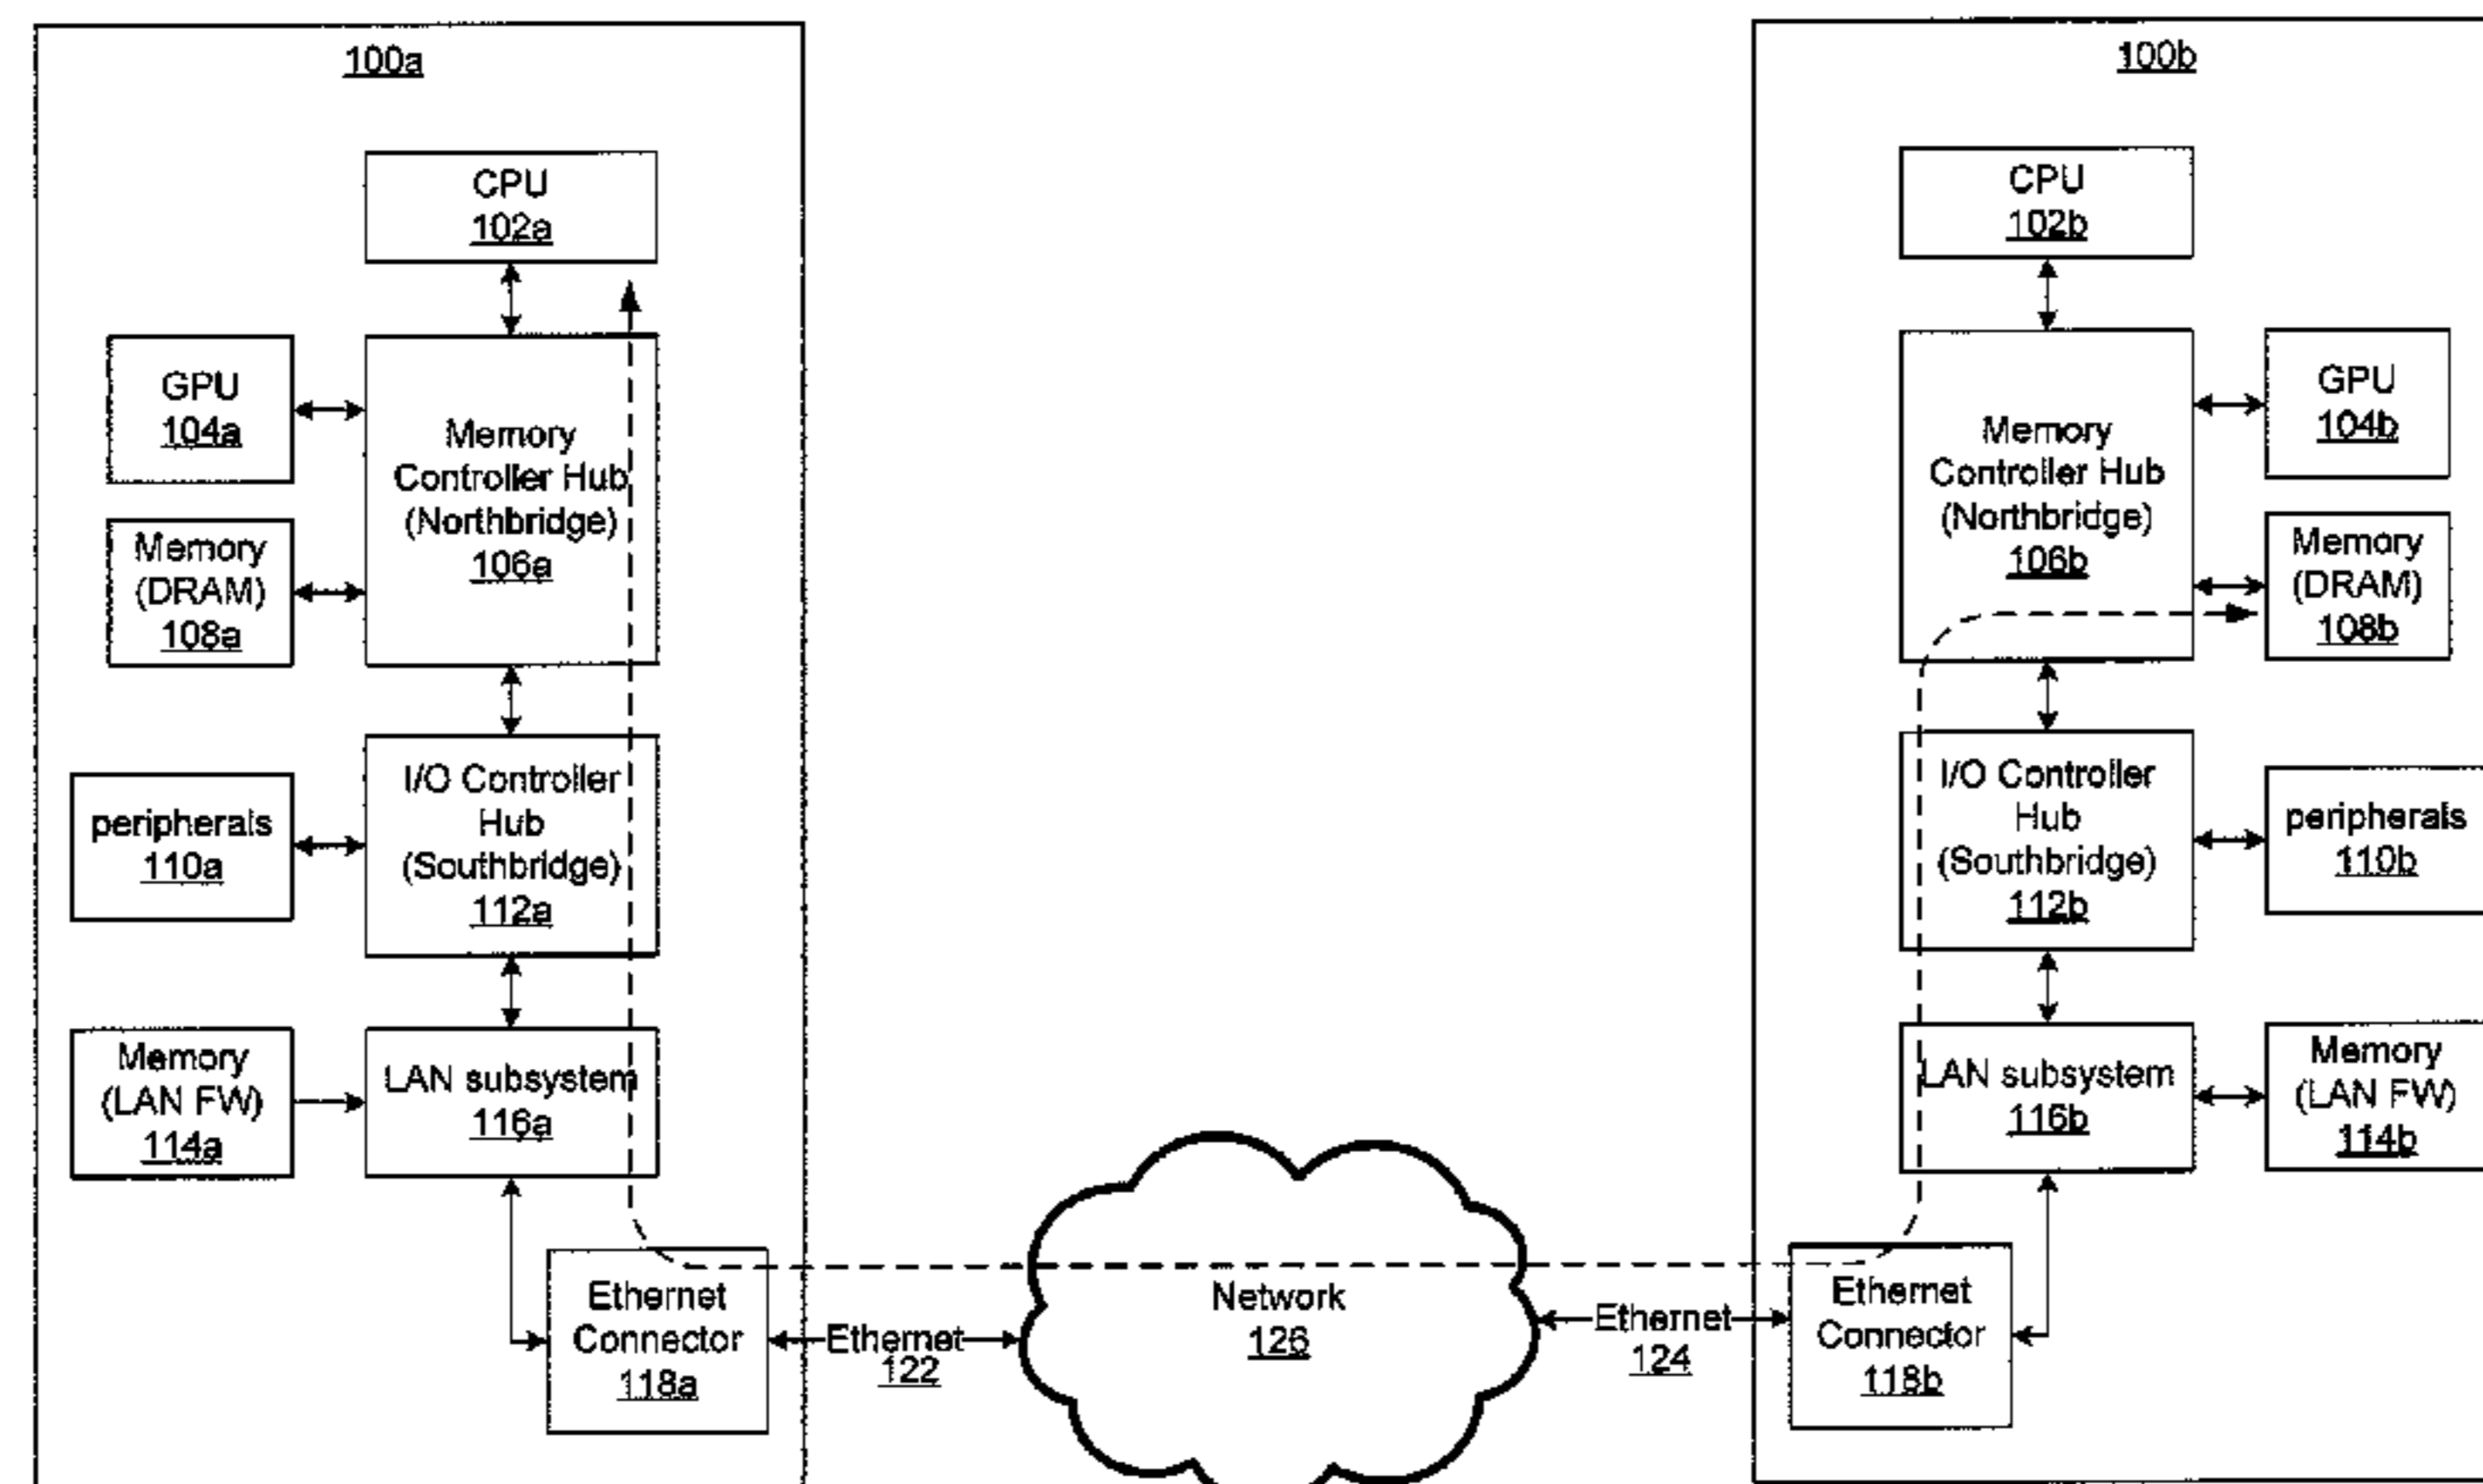 100a
CPU
102a
GPU
104a
Memory
Controller Hub
(Northbridge)
106a
Memory
(DRAM)
108a
peripherals
110a
I/O Controller
Hub
(Southbridge)
112a
Memory
(LAN FW)
114a
LAN subsystem
116a
Ethernet
Connector
118a
Ethernet
122
Network
126
Ethernet
124
100b
CPU
102b
Memory
Controller Hub
(Northbridge)
106b
GPU
104b
Memory
(DRAM)
108b
I/O Controller
Hub
(Southbridge)
112b
peripherals
110b
LAN subsystem
116b
Memory
(LAN FW)
114b
Ethernet
Connector
118b